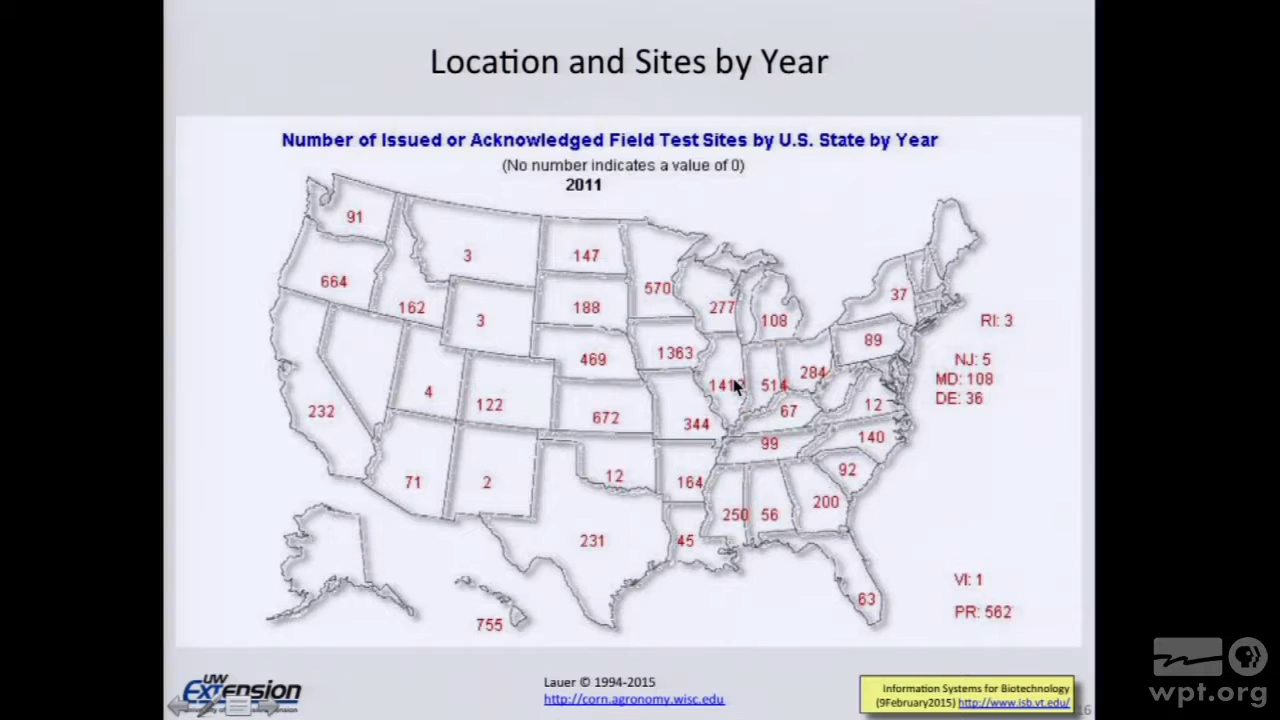 Location and Sites by Year
Number of Issued or Acknowledged Field Test Sites by U.S. State by Year
(No number indicates a value of 0)
2011
91
3
147
664
162
3
188
570
277
108
37
RI: 3
469
1363
89
NJ: 5
MD: 108
DE: 36
232
4
122
672
514
284
67
12
344
99
140
71
2
12
164
92
250
56
200
231
45
63
VI: 1
PR: 562
755
UW
Extension
Lauer © 1994-2015
http://corn.agronomy.wisc.edu
Information Systems for Biotechnology
(9February2015) http://www.isb.vt.edu/
16
wpt.org